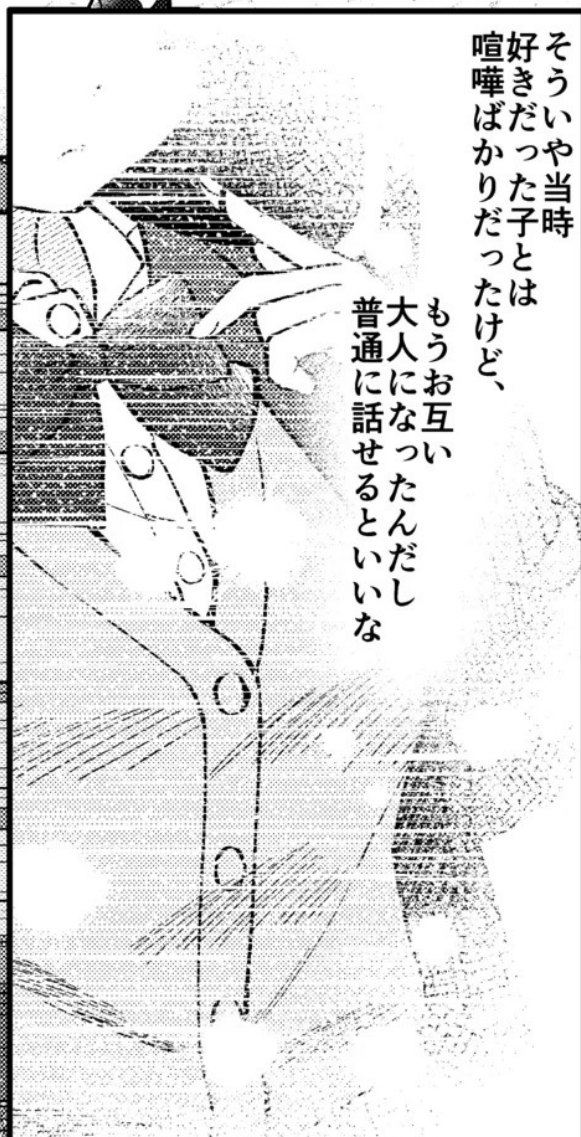 そういや当時
好きだった子とは
喧嘩ばかりだったけど、
もうお互い
大人になったんだし
普通に話せるといいな